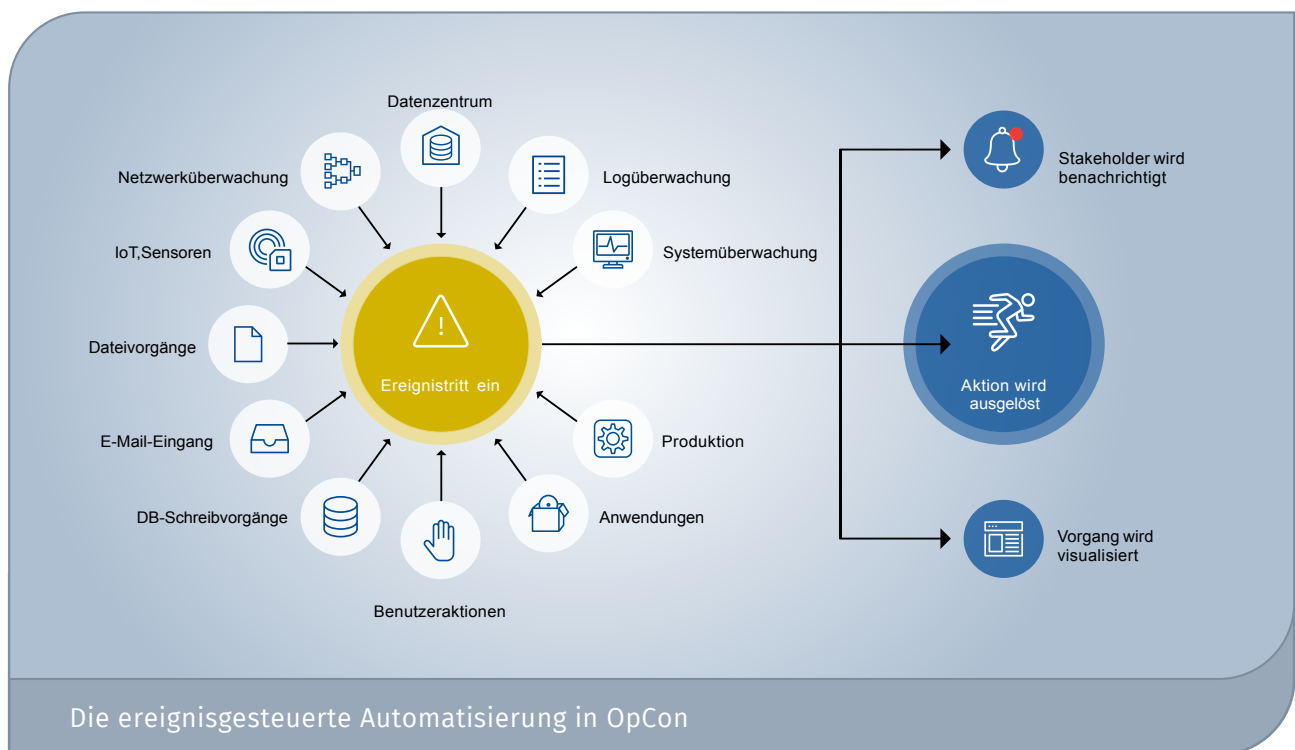 Datenzentrum
Netzwerküberwachung
Logüberwachung
Stakeholder wird
benachrichtigt
IoT,Sensoren
Systemüberwachung
Dateivorgänge
!
Ereignistritt ein
Aktion wird
ausgelöst
E-Mail-Eingang
Produktion
DB-Schreibvorgänge
Anwendungen
Vorgang wird
visualisiert
Benutzeraktionen
Die ereignisgesteuerte Automatisierung in OpCon